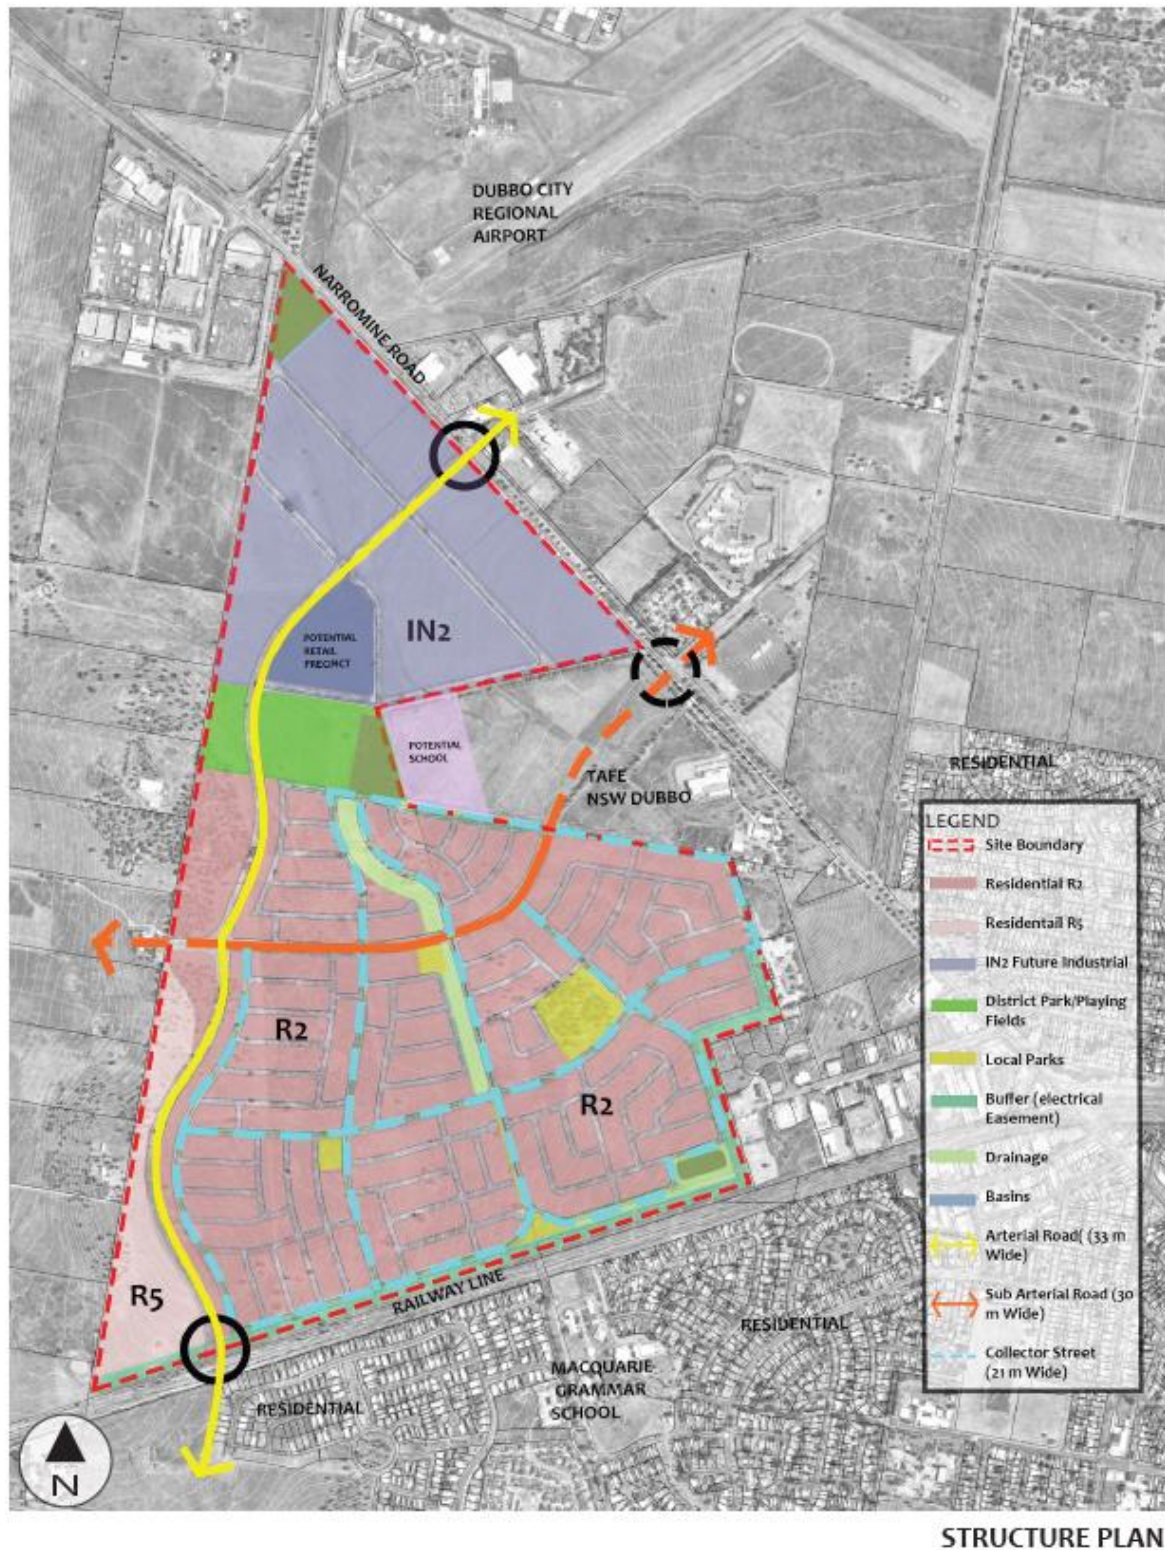 DUBBO CITY
REGIONAL
AIRPORT
NARROMINE ROAD
IN2
POTENTIAL
RETAIL
PRECINCT
POTENTIAL
SCHOOL
TAFE
NSW DUBBO
RESIDENTIAL
LEGEND
Site Boundary
Residential R2
Residentail R5
IN2 Future Industrial
District Park/Playing
Fields
Local Parks
Buffer (electrical
Easement)
Drainage
Basins
Arterial Road( (33 m
Wide)
Sub Arterial Road (30
m Wide)
Collector Street
(21 m Wide)
R2
R2
R5
RAILWAY LINE
RESIDENTIAL
MACQUARIE
GRAMMAR
SCHOOL
RESIDENTIAL
N
STRUCTURE PLAN